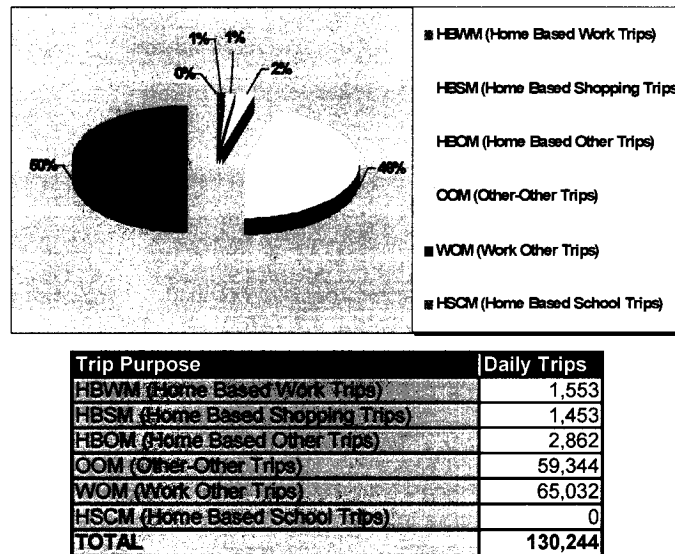 1%
1%
0%
2%
50%
46%
HBWM (Home Based Work Trips)
HBSM (Home Based Shopping Trips
HBOM (Home Based Other Trips)
OOM (Other-Other Trips)
WOM (Work Other Trips)
HSCM (Home Based School Trips)
Trip Purpose Daily Trips
HBWM (Home Based Work Trips) 1,553
HBSM (Home Based Shopping Trips) 1,453
HBOM (Home Based Other Trips) 2,862
OOM (Other-Other Trips) 59,344
WOM (Work Other Trips) 65,032
HSCM (Home Based School Trips) 0
TOTAL 130,244